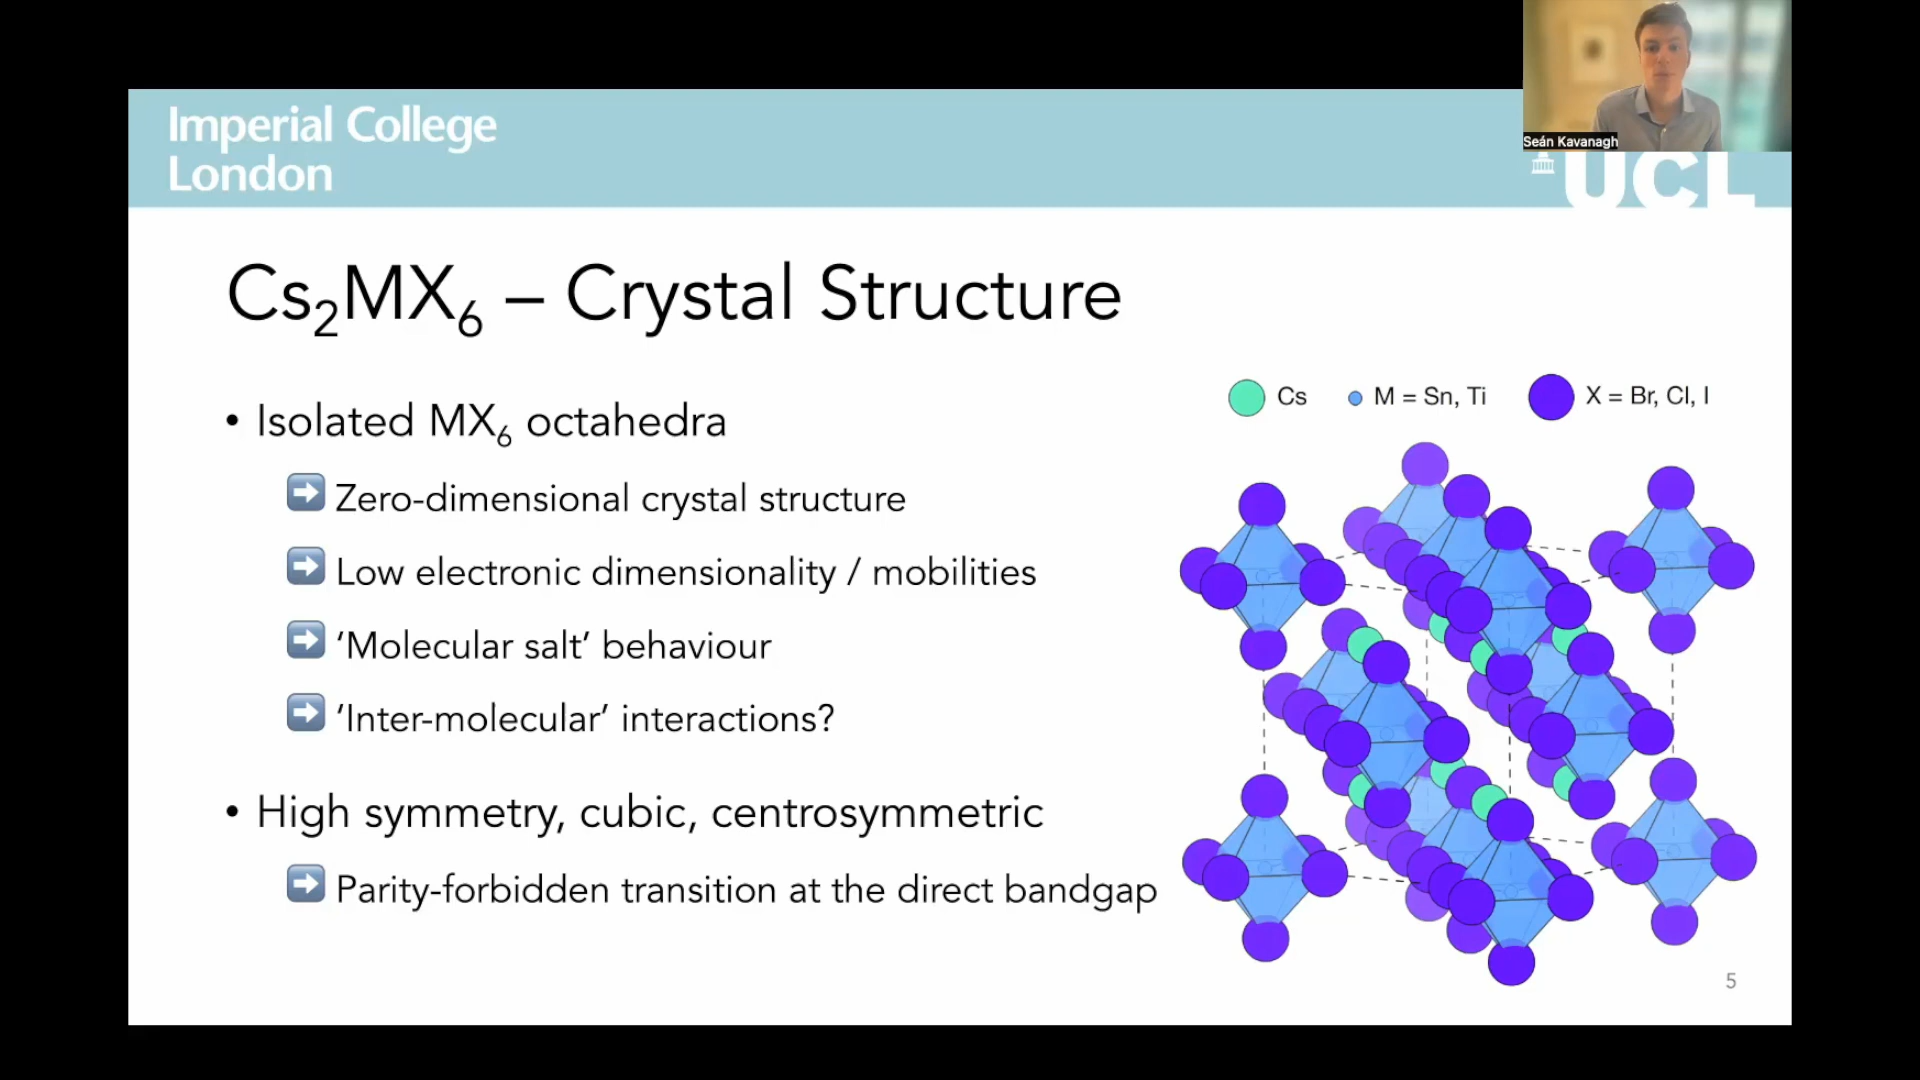 Imperial College
London
Seán Kavanagh
UCL
Cs₂MX₆ – Crystal Structure
• Isolated MX₆ octahedra
➡ Zero-dimensional crystal structure
➡ Low electronic dimensionality / mobilities
➡ ‘Molecular salt’ behaviour
➡ ‘Inter-molecular’ interactions?
• High symmetry, cubic, centrosymmetric
➡ Parity-forbidden transition at the direct bandgap
Cs M = Sn, Ti X = Br, Cl, I
5